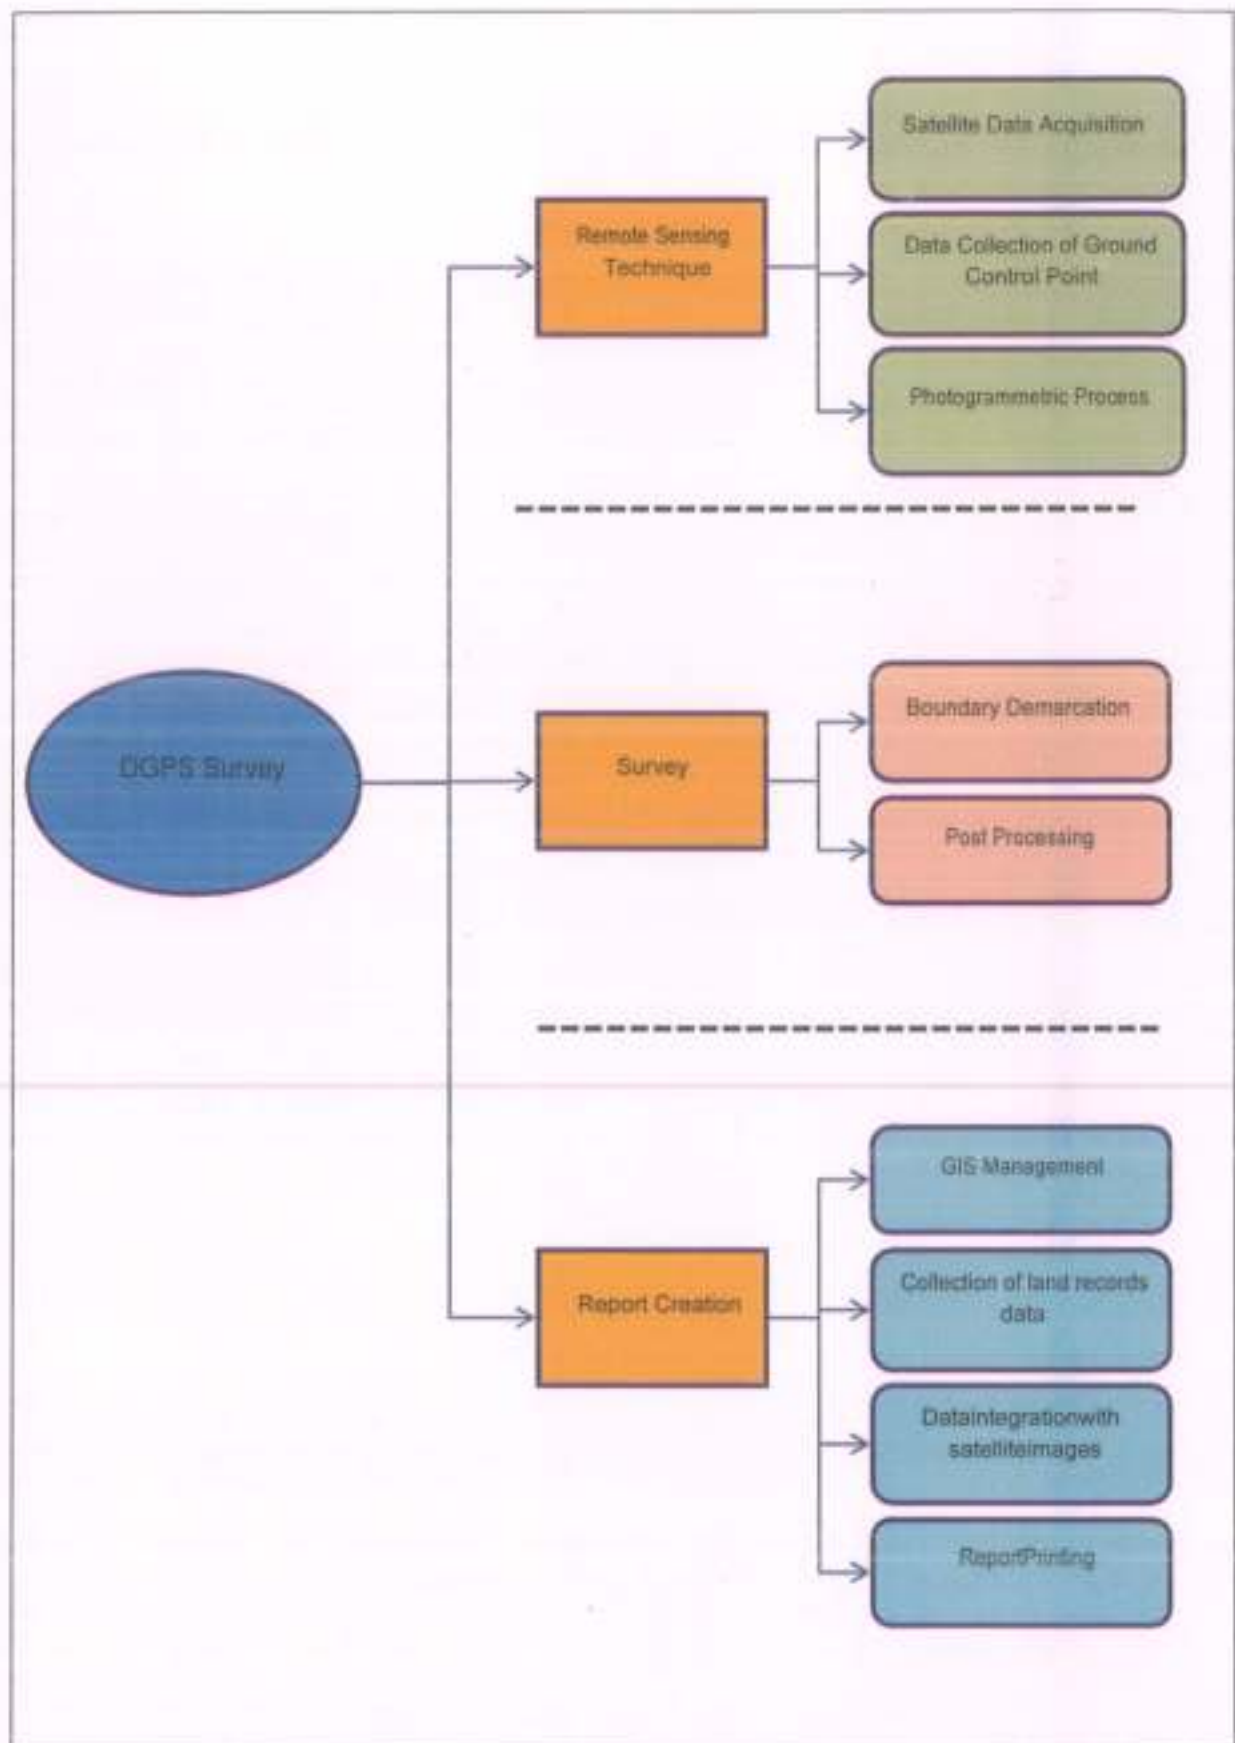 Satellite Data Acquisition
Remote Sensing
Technique
Data Collection of Ground
Control Point
Photogrammetric Process
DGPS Survey
Survey
Boundary Demarcation
Post Processing
Report Creation
GIS Management
Collection of land records
data
Dataintegrationwith
satelliteimages
ReportPrinting